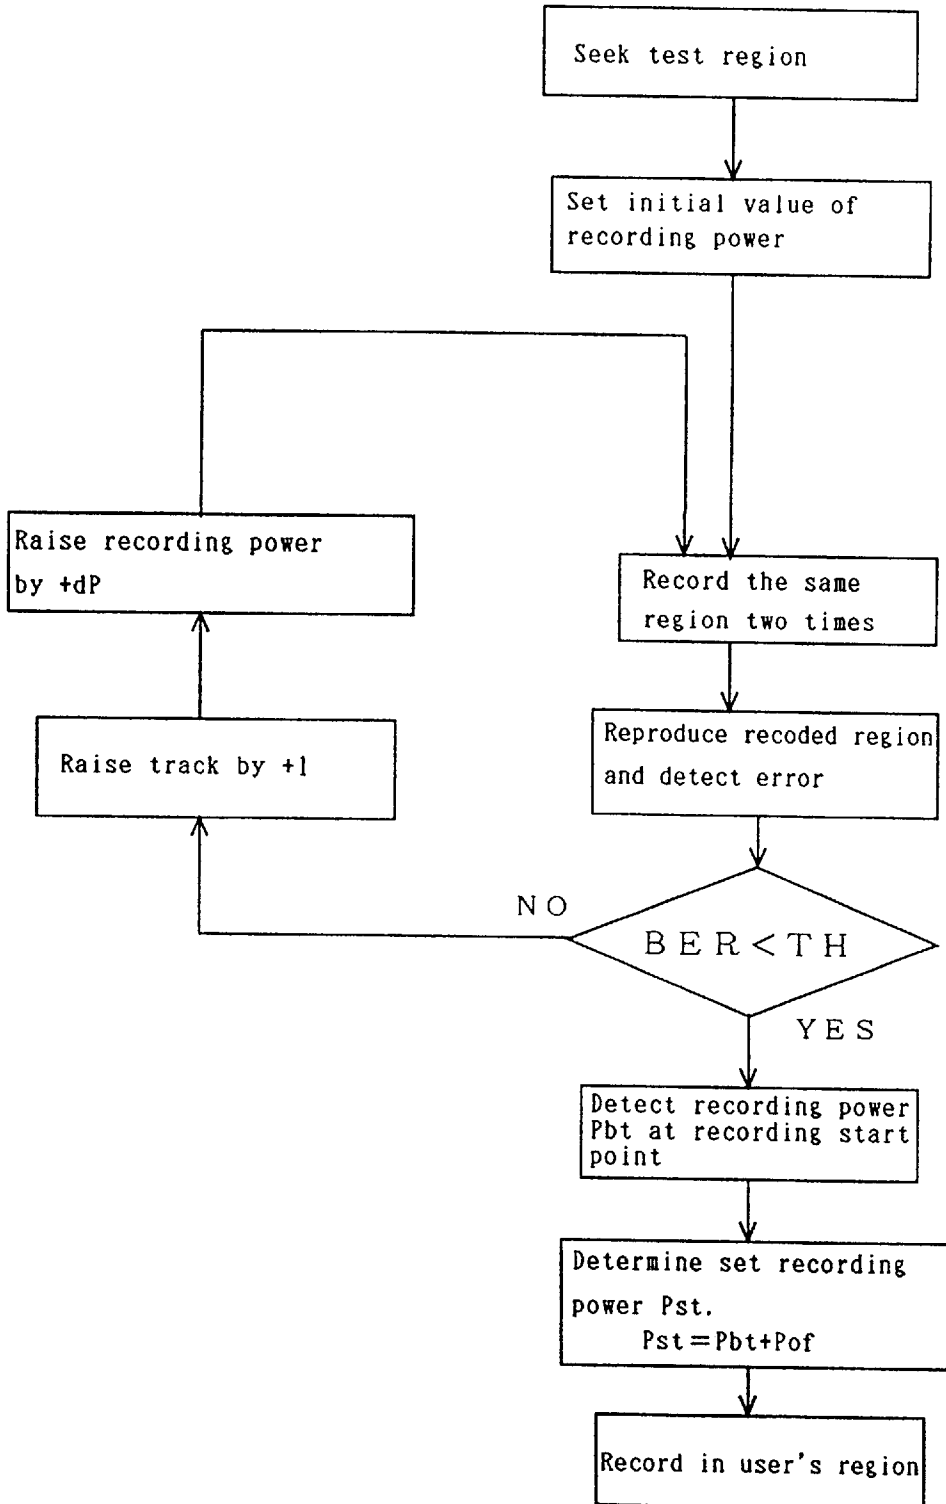 Seek test region
Set initial value of
recording power
Raise recording power
by +dP
Record the same
region two times
Raise track by +1
Reproduce recoded region
and detect error
NO
BER<TH
YES
Detect recording power
Pbt at recording start
point
Determine set recording
power Pst.
Pst=Pbt+Pof
Record in user's region